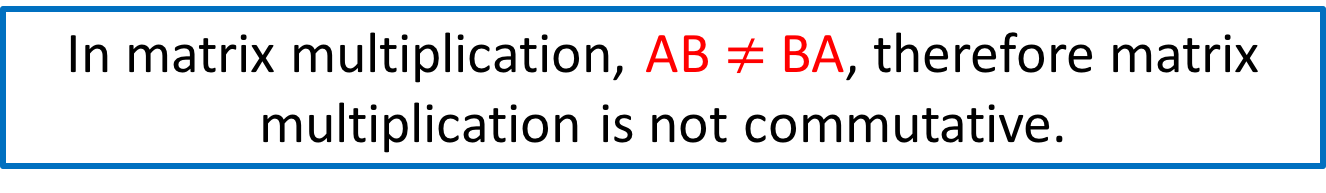 In matrix multiplication, AB ≠ BA, therefore matrix
multiplication is not commutative.